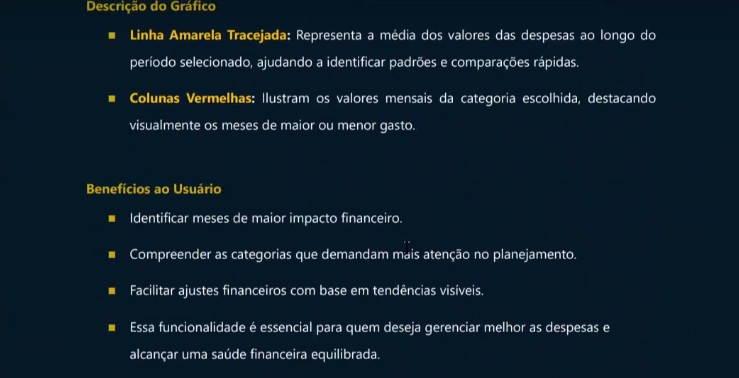 Descrição do Gráfico
▪ Linha Amarela Tracejada: Representa a média dos valores das despesas ao longo do
período selecionado, ajudando a identificar padrões e comparações rápidas.
▪ Colunas Vermelhas: Ilustram os valores mensais da categoria escolhida, destacando
visualmente os meses de maior ou menor gasto.
Benefícios ao Usuário
▪ Identificar meses de maior impacto financeiro.
▪ Compreender as categorias que demandam mais atenção no planejamento.
▪ Facilitar ajustes financeiros com base em tendências visíveis.
▪ Essa funcionalidade é essencial para quem deseja gerenciar melhor as despesas e
alcançar uma saúde financeira equilibrada.